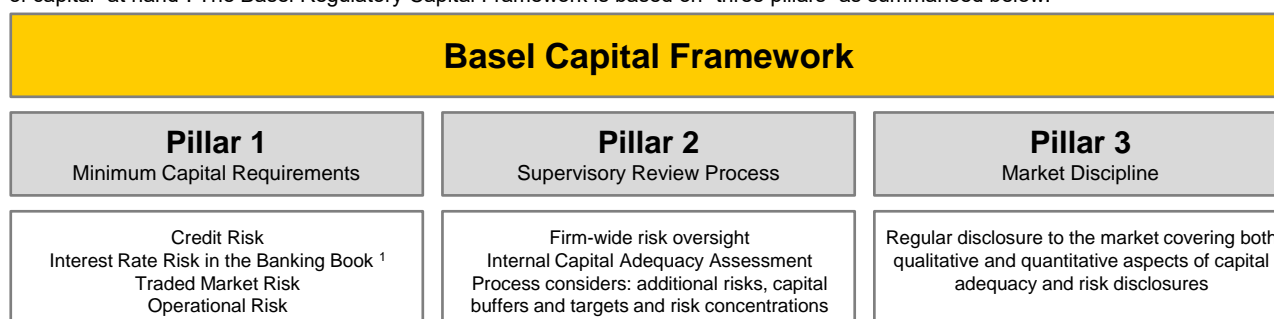 of capital" at hand . The Basel Regulatory Capital Framework is based on "three pillars" as summarised below.
Basel Capital Framework
Pillar 1
Minimum Capital Requirements
Pillar 2
Supervisory Review Process
Pillar 3
Market Discipline
Credit Risk
Interest Rate Risk in the Banking Book 1
Traded Market Risk
Operational Risk
Firm-wide risk oversight
Internal Capital Adequacy Assessment
Process considers: additional risks, capital
buffers and targets and risk concentrations
Regular disclosure to the market covering both
qualitative and quantitative aspects of capital
adequacy and risk disclosures